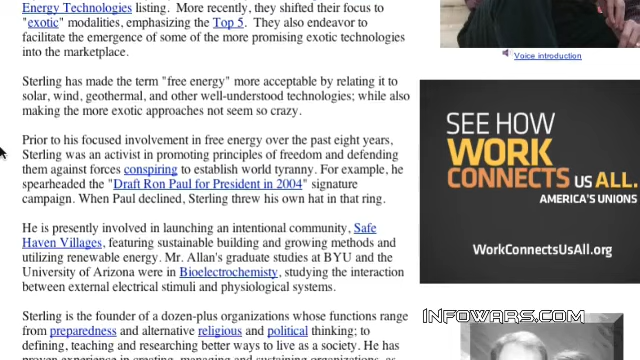 Energy Technologies listing. More recently, they shifted their focus to
"exotic" modalities, emphasizing the Top 5. They also endeavor to
facilitate the emergence of some of the more promising exotic technologies
into the marketplace.
Sterling has made the term "free energy" more acceptable by relating it to
solar, wind, geothermal, and other well-understood technologies; while also
making the more exotic approaches not seem so crazy.
Prior to his focused involvement in free energy over the past eight years,
Sterling was an activist in promoting principles of freedom and defending
them against forces conspiring to establish world tyranny. For example, he
spearheaded the "Draft Ron Paul for President in 2004" signature
campaign. When Paul declined, Sterling threw his own hat in that ring.
He is presently involved in launching an intentional community, Safe
Haven Villages, featuring sustainable building and growing methods and
utilizing renewable energy. Mr. Allan's graduate studies at BYU and the
University of Arizona were in Bioelectrochemisty, studying the interaction
between external electrical stimuli and physiological systems.
Sterling is the founder of a dozen-plus organizations whose functions range
from preparedness and alternative religious and political thinking; to
defining, teaching and researching better ways to live as a society. He has
proven experience in creating, managing and sustaining organizations, as
Voice introduction
SEE HOW
WORK
CONNECTS US ALL.
AMERICA'S UNIONS
WorkConnectsUsAll.org
INFOWARS.COM